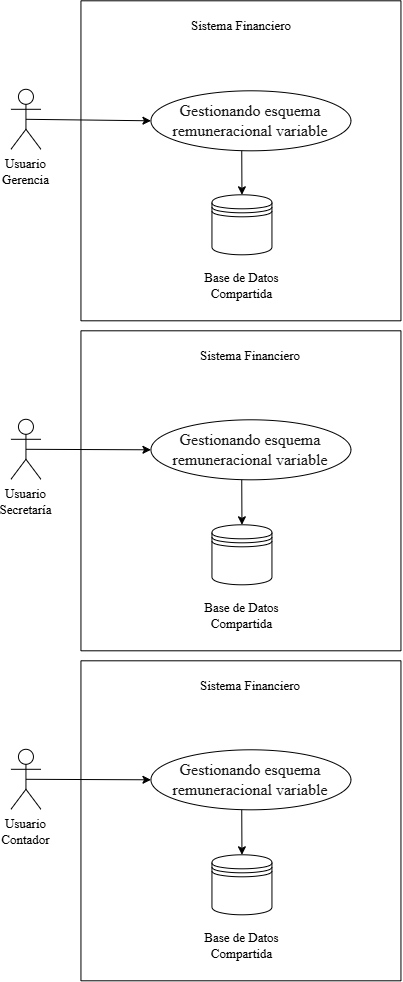 Sistema Financiero
Gestionando esquema
remuneracional variable
Usuario
Gerencia
Base de Datos
Compartida
Sistema Financiero
Gestionando esquema
remuneracional variable
Usuario
Secretaría
Base de Datos
Compartida
Sistema Financiero
Gestionando esquema
remuneracional variable
Usuario
Contador
Base de Datos
Compartida